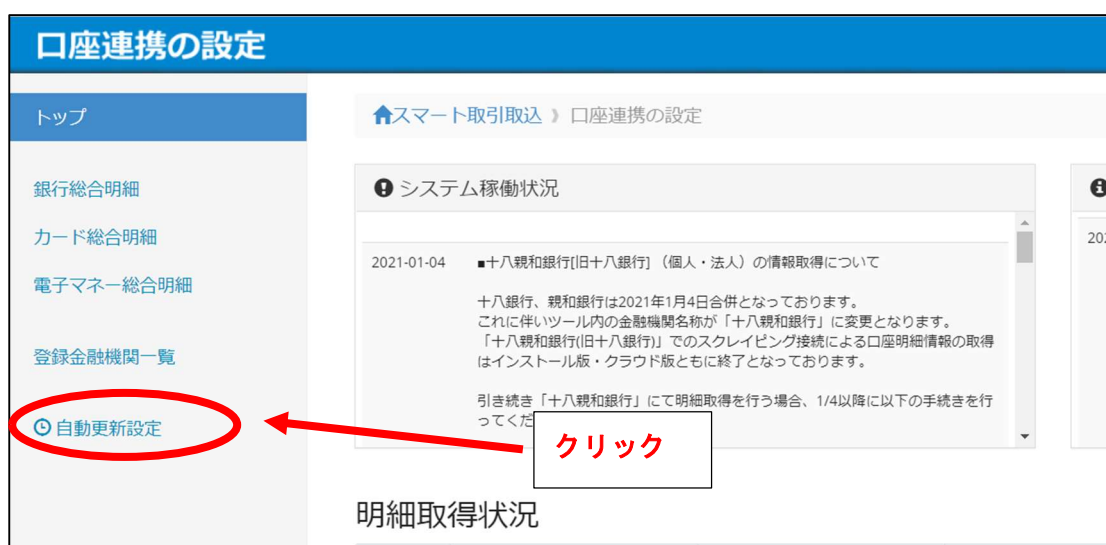 口座連携の設定
トップ
スマート取引取込 》 口座連携の設定
銀行総合明細
カード総合明細
電子マネー総合明細
登録金融機関一覧
自動更新設定
システム稼働状況
2021-01-04 ■十八親和銀行[旧十八銀行] （個人・法人）の情報取得について
十八銀行、親和銀行は2021年1月4日合併となっております。
これに伴いツール内の金融機関名称が「十八親和銀行」に変更となります。
「十八親和銀行(旧十八銀行)」でのスクレイピング接続による口座明細情報の取得
はインストール版・クラウド版ともに終了となっております。
引き続き「十八親和銀行」にて明細取得を行う場合、1/4以降に以下の手続きを行
ってくだ
クリック
明細取得状況